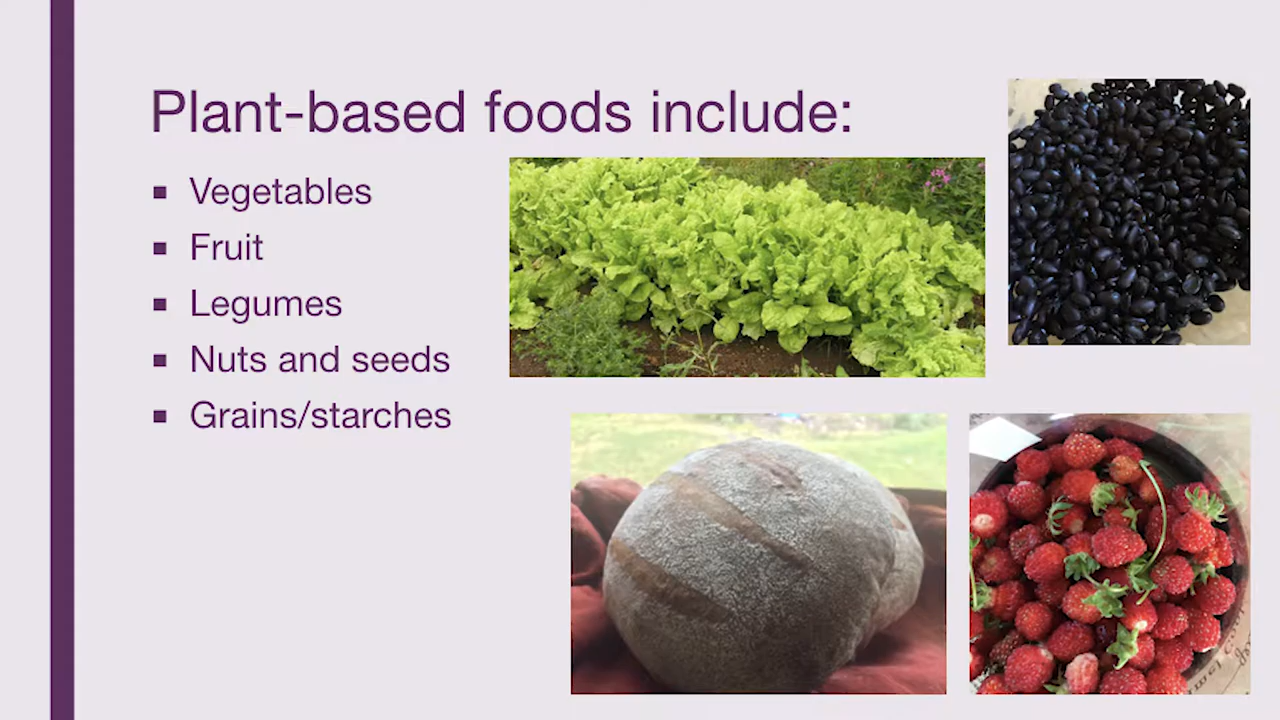 Plant-based foods include:
Vegetables
Fruit
Legumes
Nuts and seeds
Grains/starches